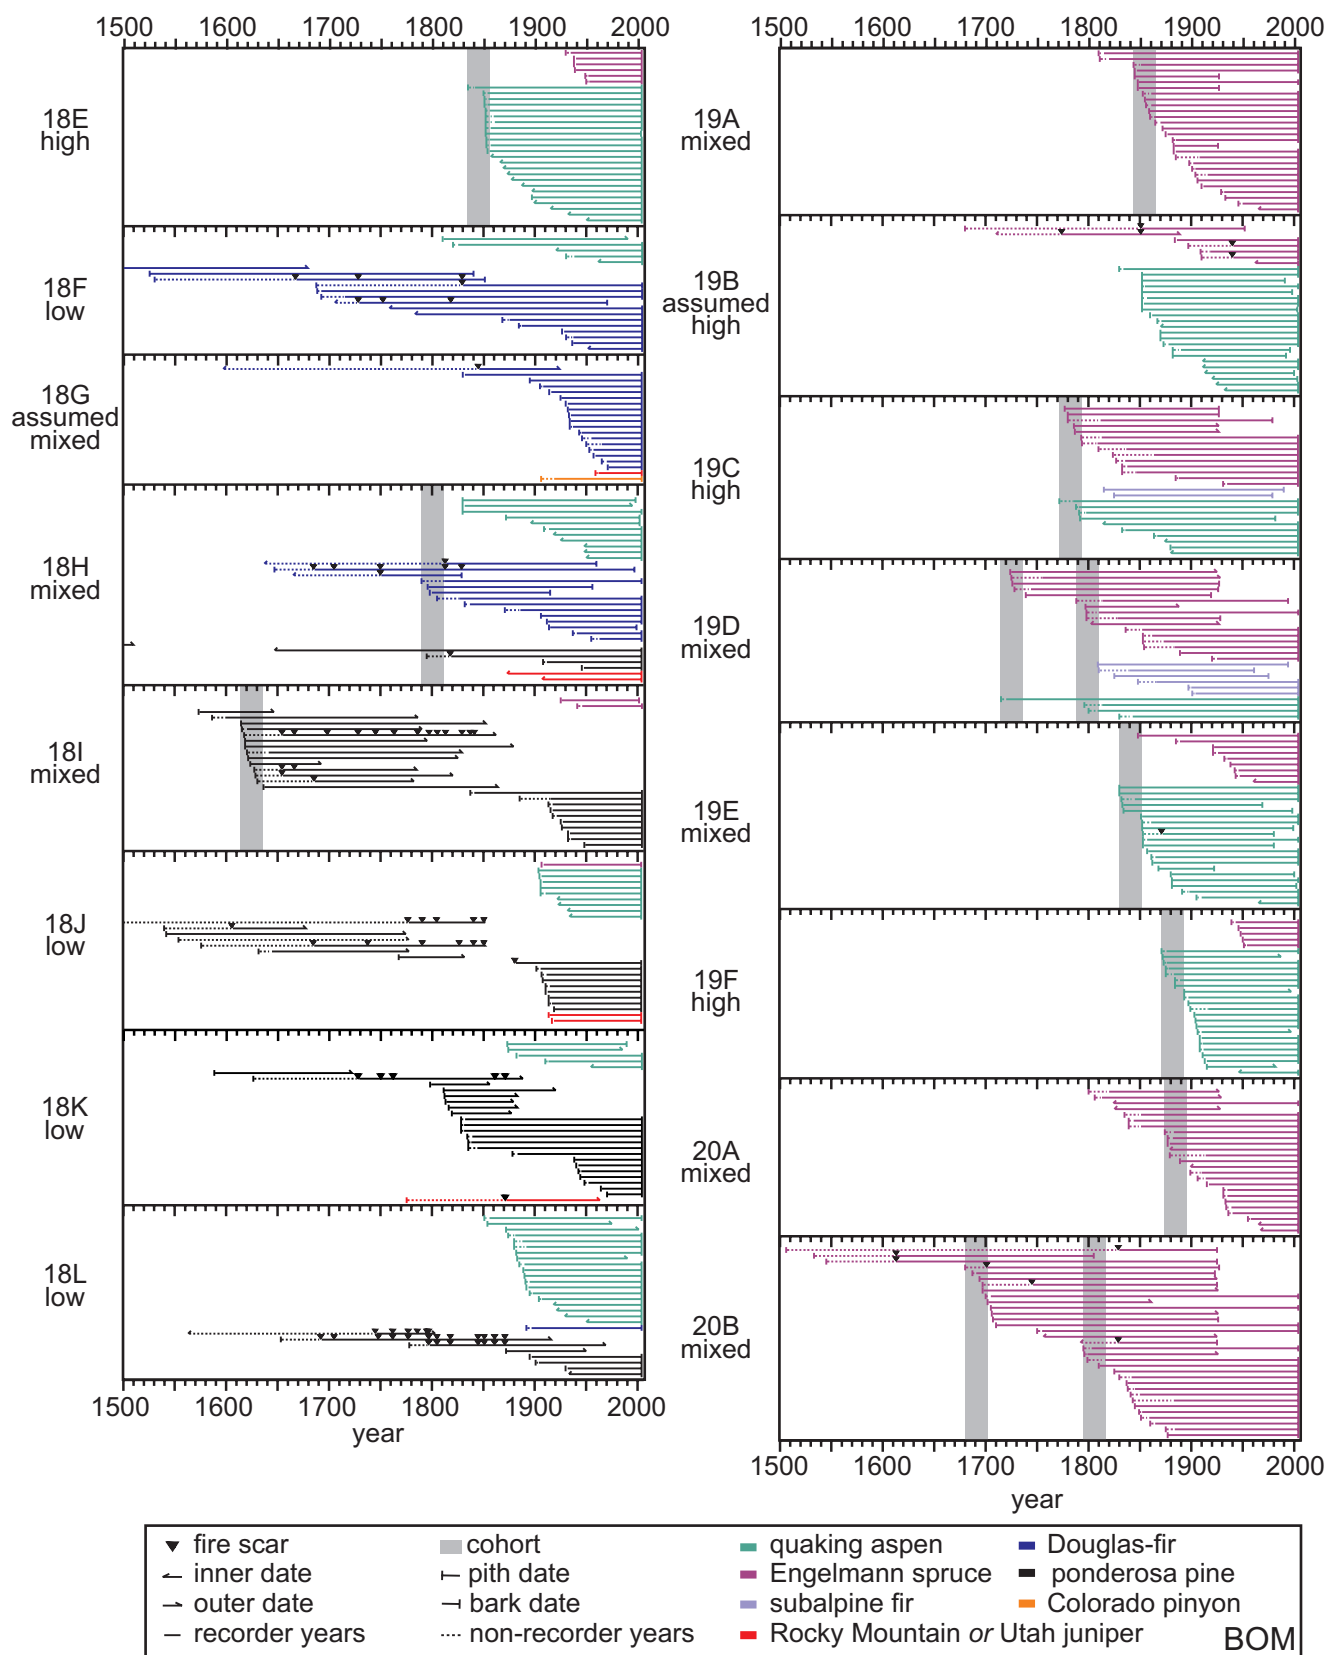 1500 1600 1700 1800 1900 2000
18E
high
18F
low
18G
assumed
mixed
18H
mixed
18I
mixed
18J
low
18K
low
18L
low
1500 1600 1700 1800 1900 2000
year
1500 1600 1700 1800 1900 2000
19A
mixed
19B
assumed
high
19C
high
19D
mixed
19E
mixed
19F
high
20A
mixed
20B
mixed
1500 1600 1700 1800 1900 2000
year
fire scar
inner date
outer date
recorder years
cohort
pith date
bark date
non-recorder years
quaking aspen
Engelmann spruce
subalpine fir
Rocky Mountain or Utah juniper
Douglas-fir
ponderosa pine
Colorado pinyon
BOM